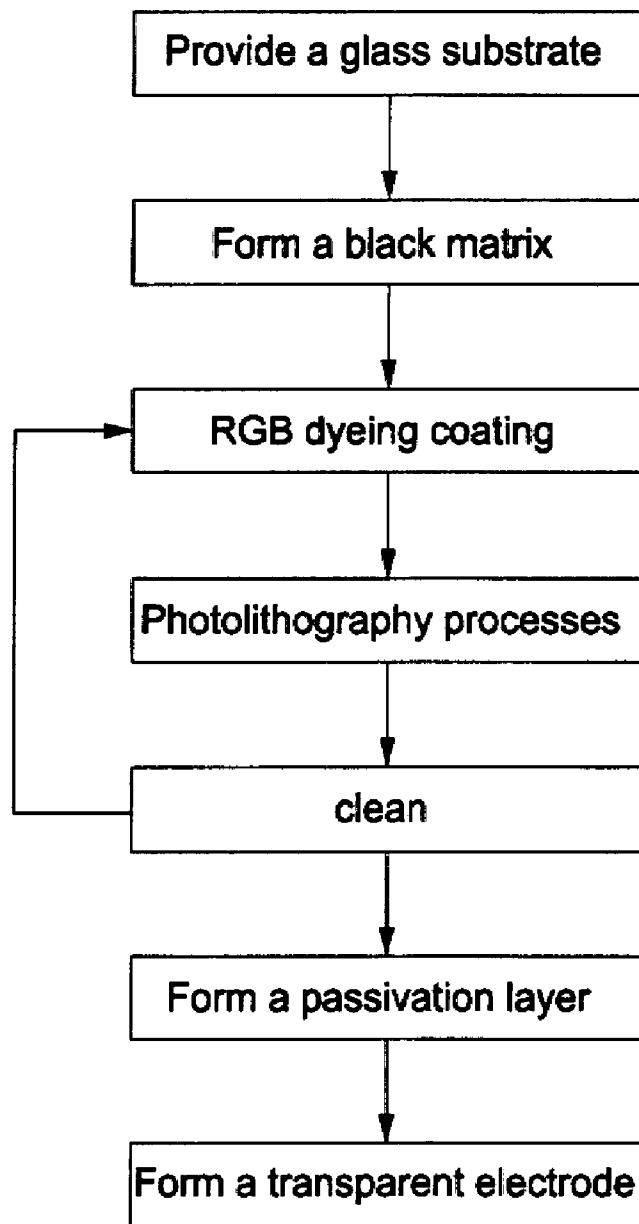 Provide a glass substrate
Form a black matrix
RGB dyeing coating
Photolithography processes
clean
Form a passivation layer
Form a transparent electrode